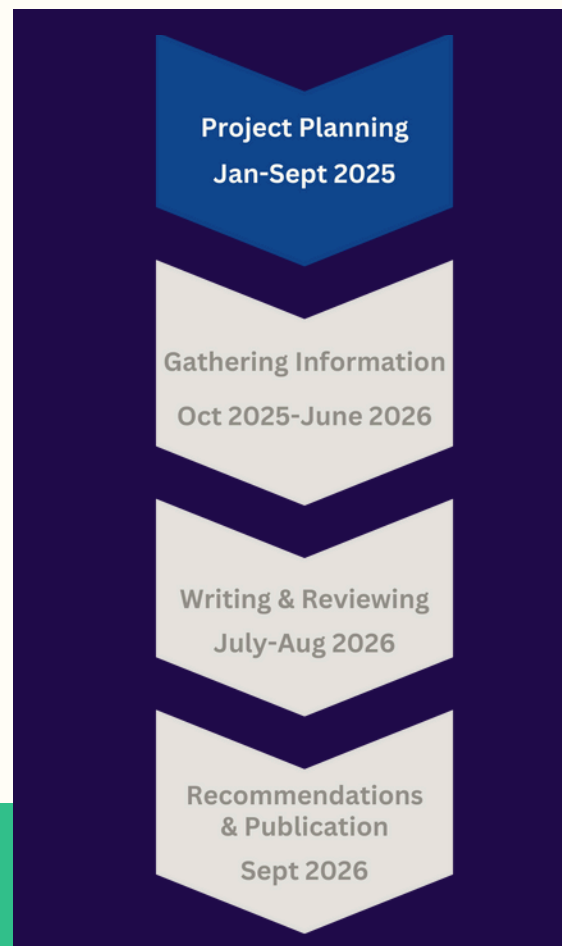 Project Planning
Jan-Sept 2025
Gathering Information
Oct 2025-June 2026
Writing & Reviewing
July-Aug 2026
Recommendations
& Publication
Sept 2026